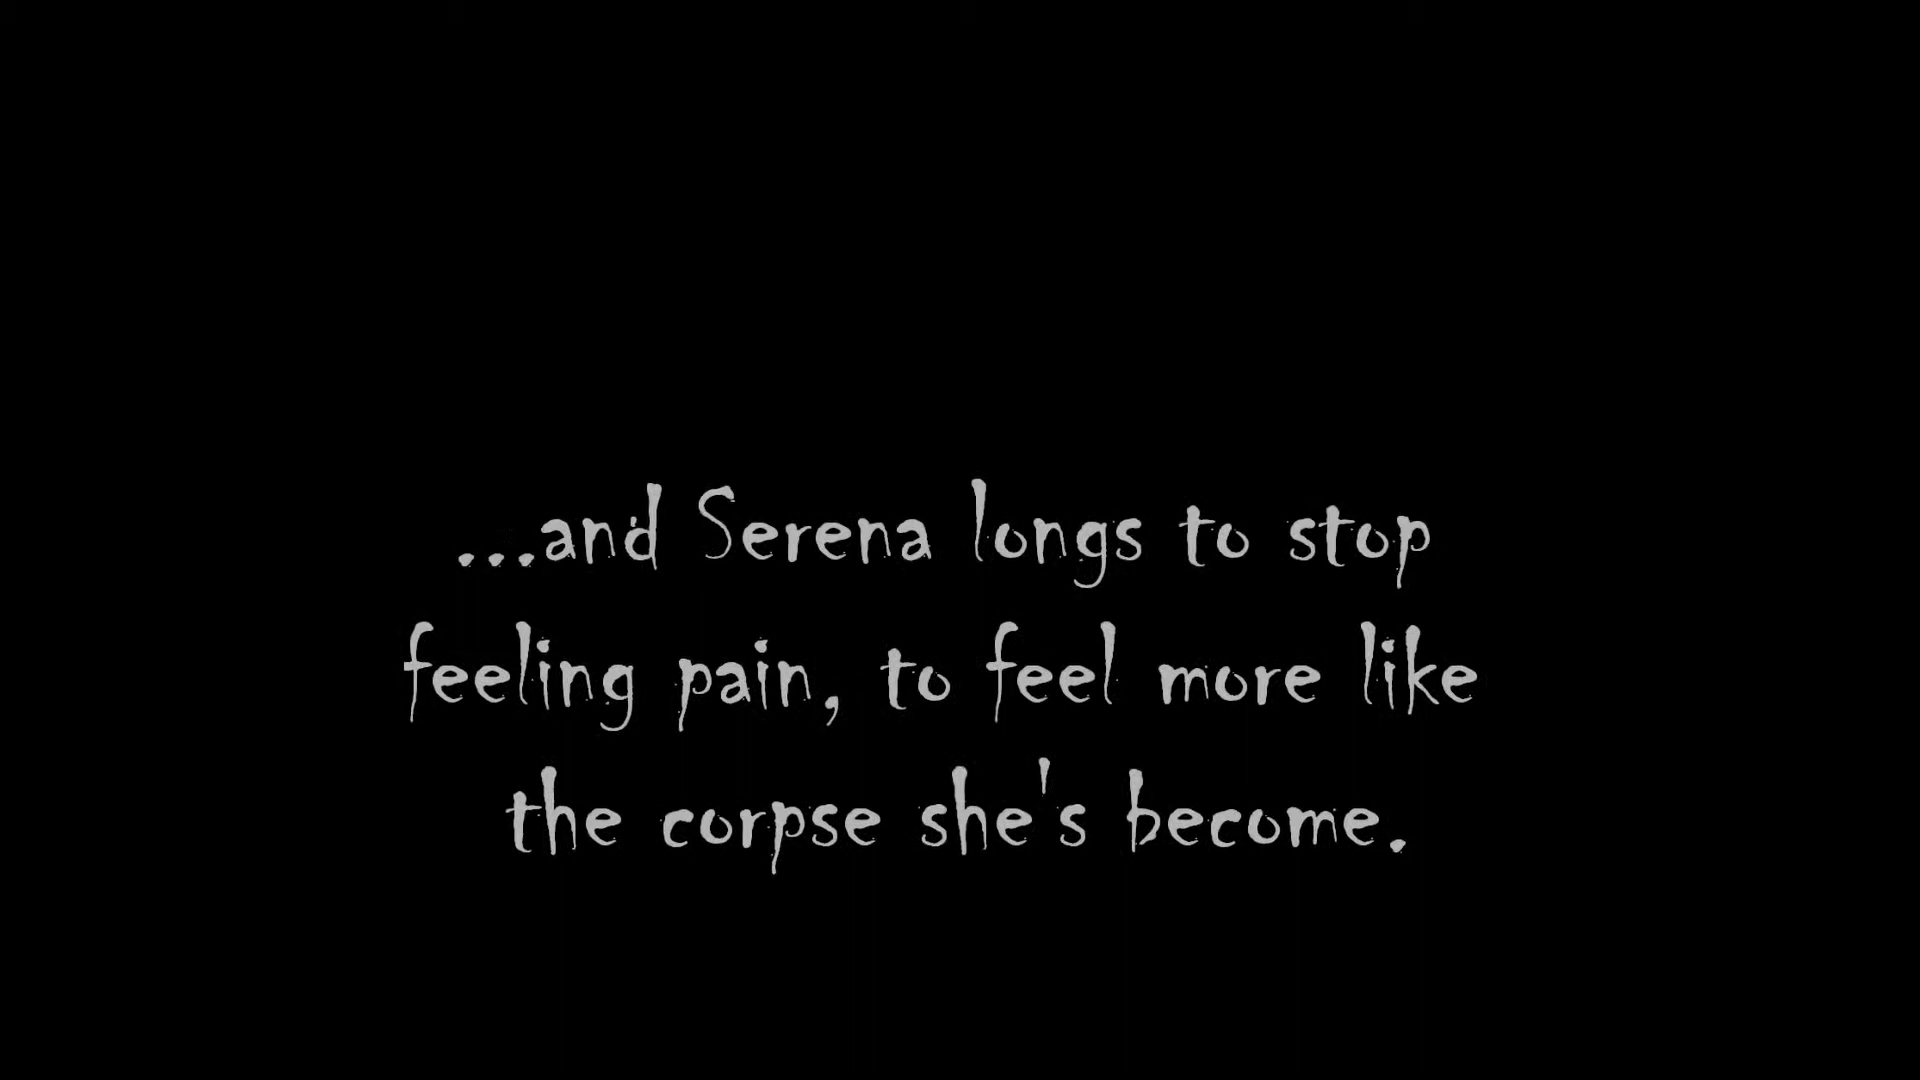 ...and Serena longs to stop
feeling pain, to feel more like
the corpse she's become.